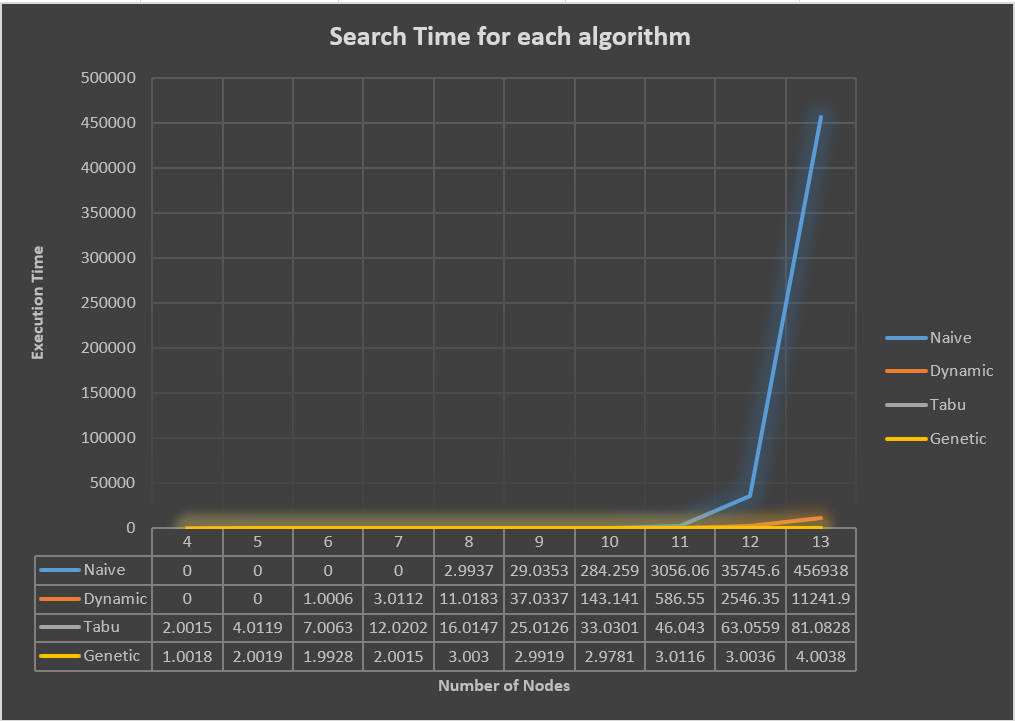 Search Time for each algorithm
500000
450000
400000
350000
300000
250000
200000
150000
100000
50000
0
Execution Time
4 5 6 7 8 9 10 11 12 13
Naive 0 0 0 0 2.9937 29.0353 284.259 3056.06 35745.6 456938
Dynamic 0 0 1.0006 3.0112 11.0183 37.0337 143.141 586.55 2546.35 11241.9
Tabu 2.0015 4.0119 7.0063 12.0202 16.0147 25.0126 33.0301 46.043 63.0559 81.0828
Genetic 1.0018 2.0019 1.9928 2.0015 3.003 2.9919 2.9781 3.0116 3.0036 4.0038
Number of Nodes
Naive
Dynamic
Tabu
Genetic